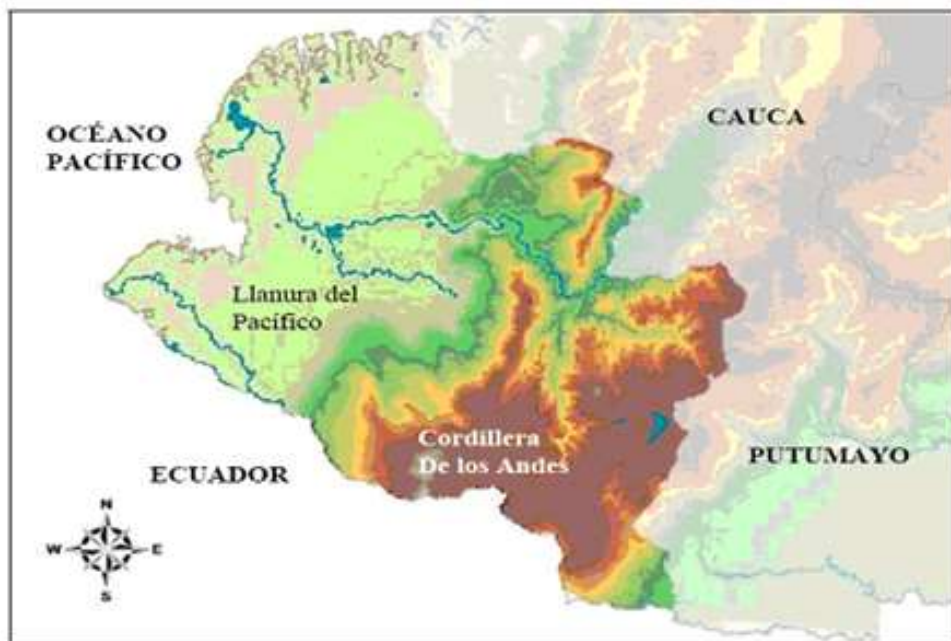 OCÉANO
PACÍFICO
CAUCA
Llanura del
Pacífico
Cordillera
De los Andes
ECUADOR
PUTUMAYO
N
W
E
S